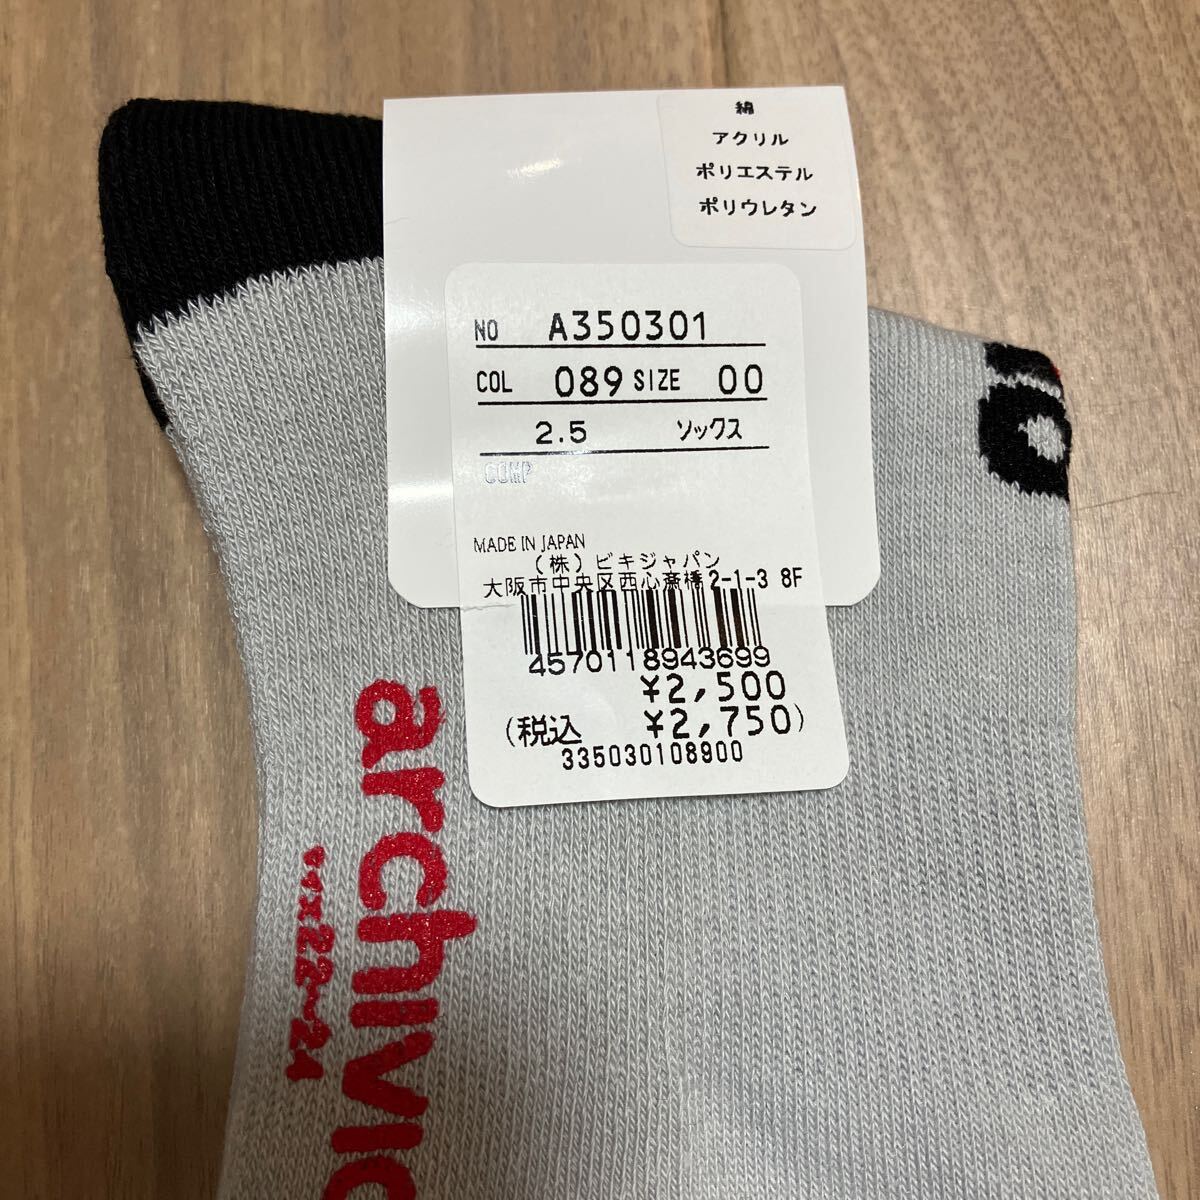 綿
アクリル
ポリエステル
ポリウレタン
NO A350301
COL 089 SIZE 00
2.5 ソックス
COMP
MADE IN JAPAN
(株)ビキジャパン
大阪市中央区西心斎橋2-1-3 8F
4570118943699
¥2,500
(税込 ¥2,750)
335030108900
archivio
22~24